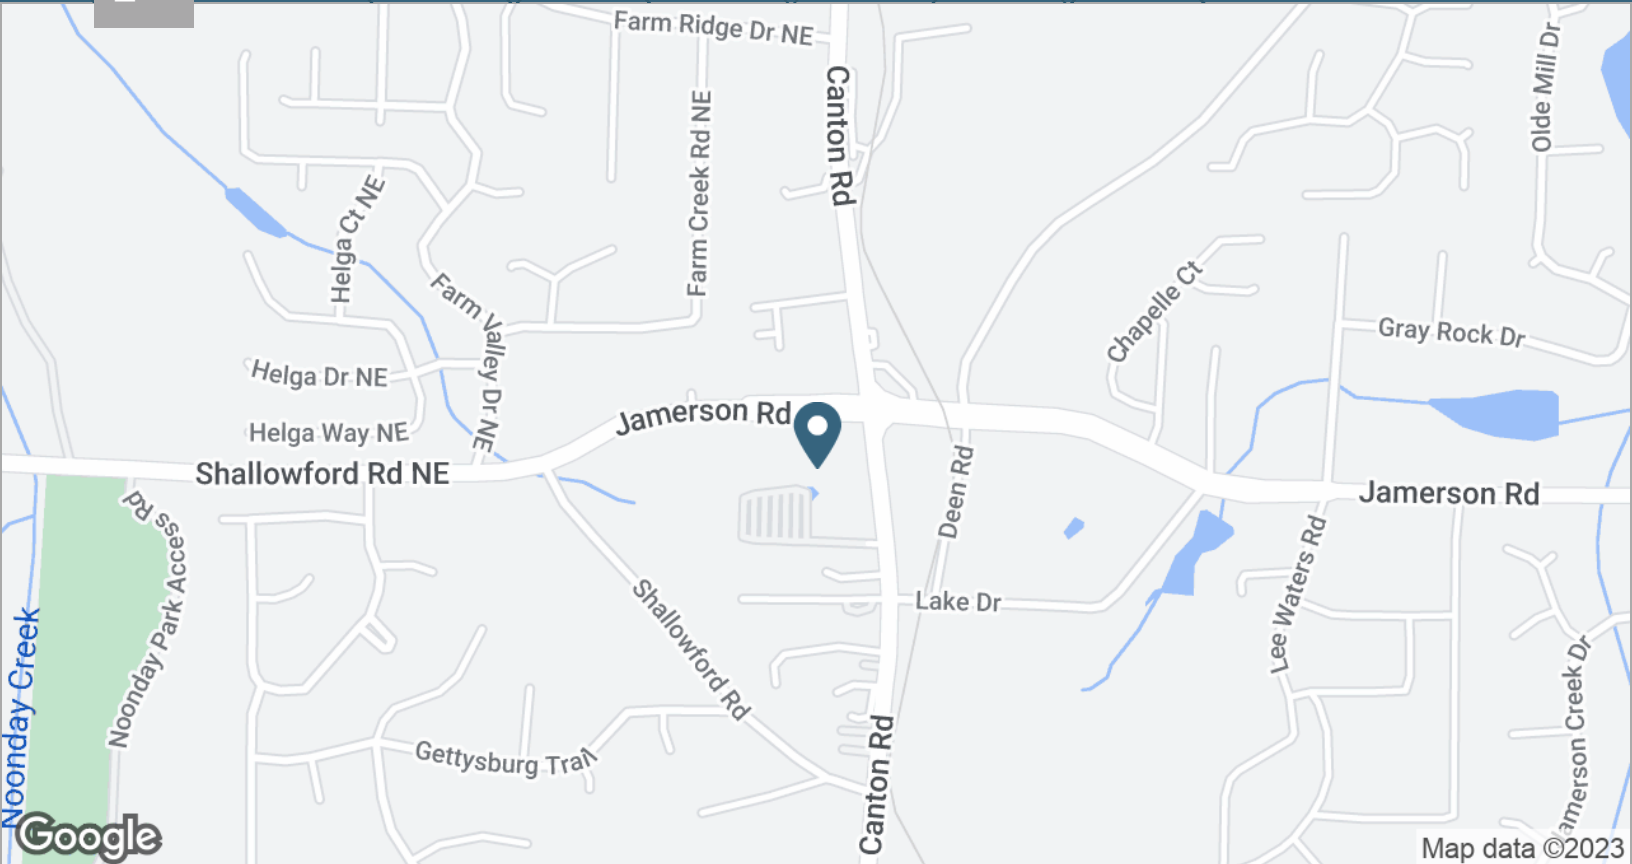 Farm Ridge Dr NE
Olde Mill Dr
Canton Rd
Farm Creek Rd NE
Helga Ct NE
Farm Valley Dr NE
Chapelle Ct
Gray Rock Dr
Helga Dr NE
Jamerson Rd
Helga Way NE
Shallowford Rd NE
Jamerson Rd
Deen Rd
Noonday Park Access Rd
Lee Waters Rd
Lake Dr
Shallowford Rd
Noonday Creek
Jamerson Creek Dr
Canton Rd
Gettysburg Trail
Google
Map data ©2023